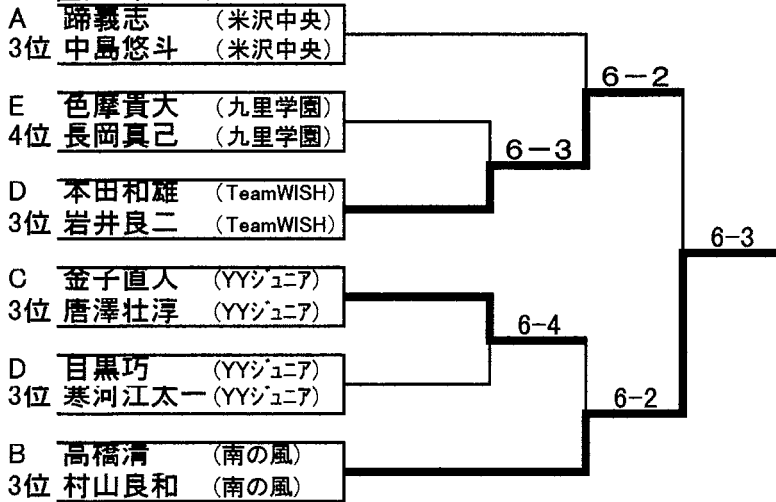 A 蹄義志 (米沢中央)
3位 中島悠斗 (米沢中央)
6-2
E 色摩貴大 (九里学園)
4位 長岡真己 (九里学園)
6-3
D 本田和雄 (TeamWISH)
3位 岩井良二 (TeamWISH)
6-3
C 金子直人 (YYジュニア)
3位 唐澤壮淳 (YYジュニア)
6-4
D 目黒巧 (YYジュニア)
3位 寒河江太一 (YYジュニア)
6-2
B 高橋清 (南の風)
3位 村山良和 (南の風)